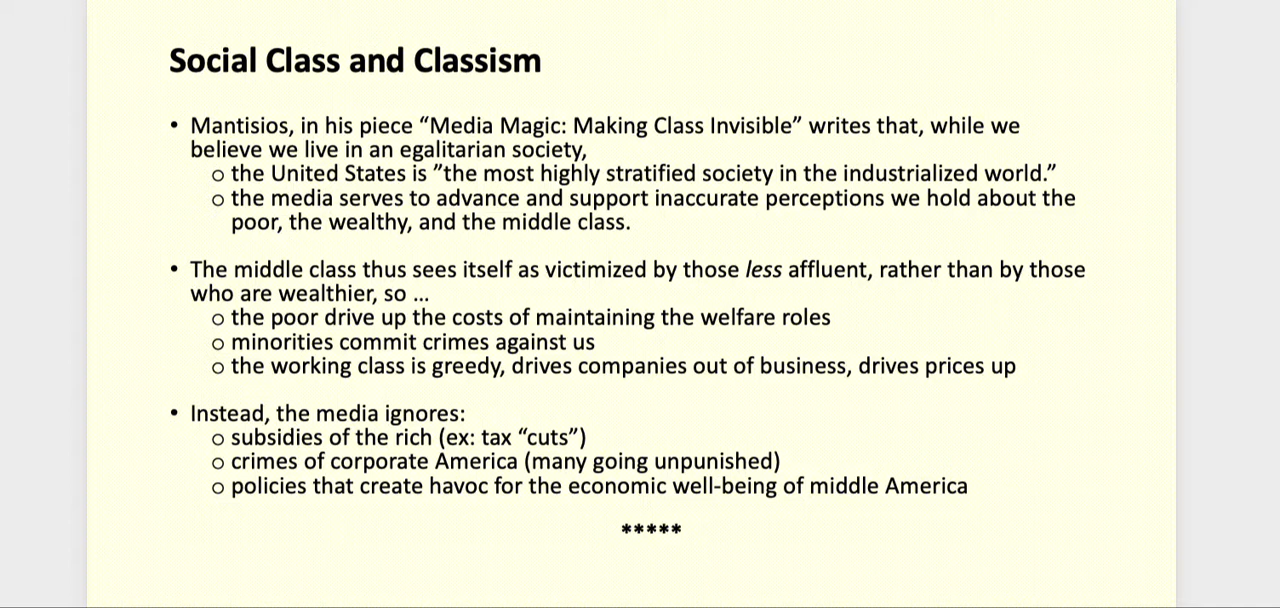 Social Class and Classism
• Mantisios, in his piece “Media Magic: Making Class Invisible” writes that, while we
believe we live in an egalitarian society,
o the United States is ”the most highly stratified society in the industrialized world.”
o the media serves to advance and support inaccurate perceptions we hold about the
poor, the wealthy, and the middle class.
• The middle class thus sees itself as victimized by those less affluent, rather than by those
who are wealthier, so ...
o the poor drive up the costs of maintaining the welfare roles
o minorities commit crimes against us
o the working class is greedy, drives companies out of business, drives prices up
• Instead, the media ignores:
o subsidies of the rich (ex: tax “cuts”)
o crimes of corporate America (many going unpunished)
o policies that create havoc for the economic well-being of middle America
*****